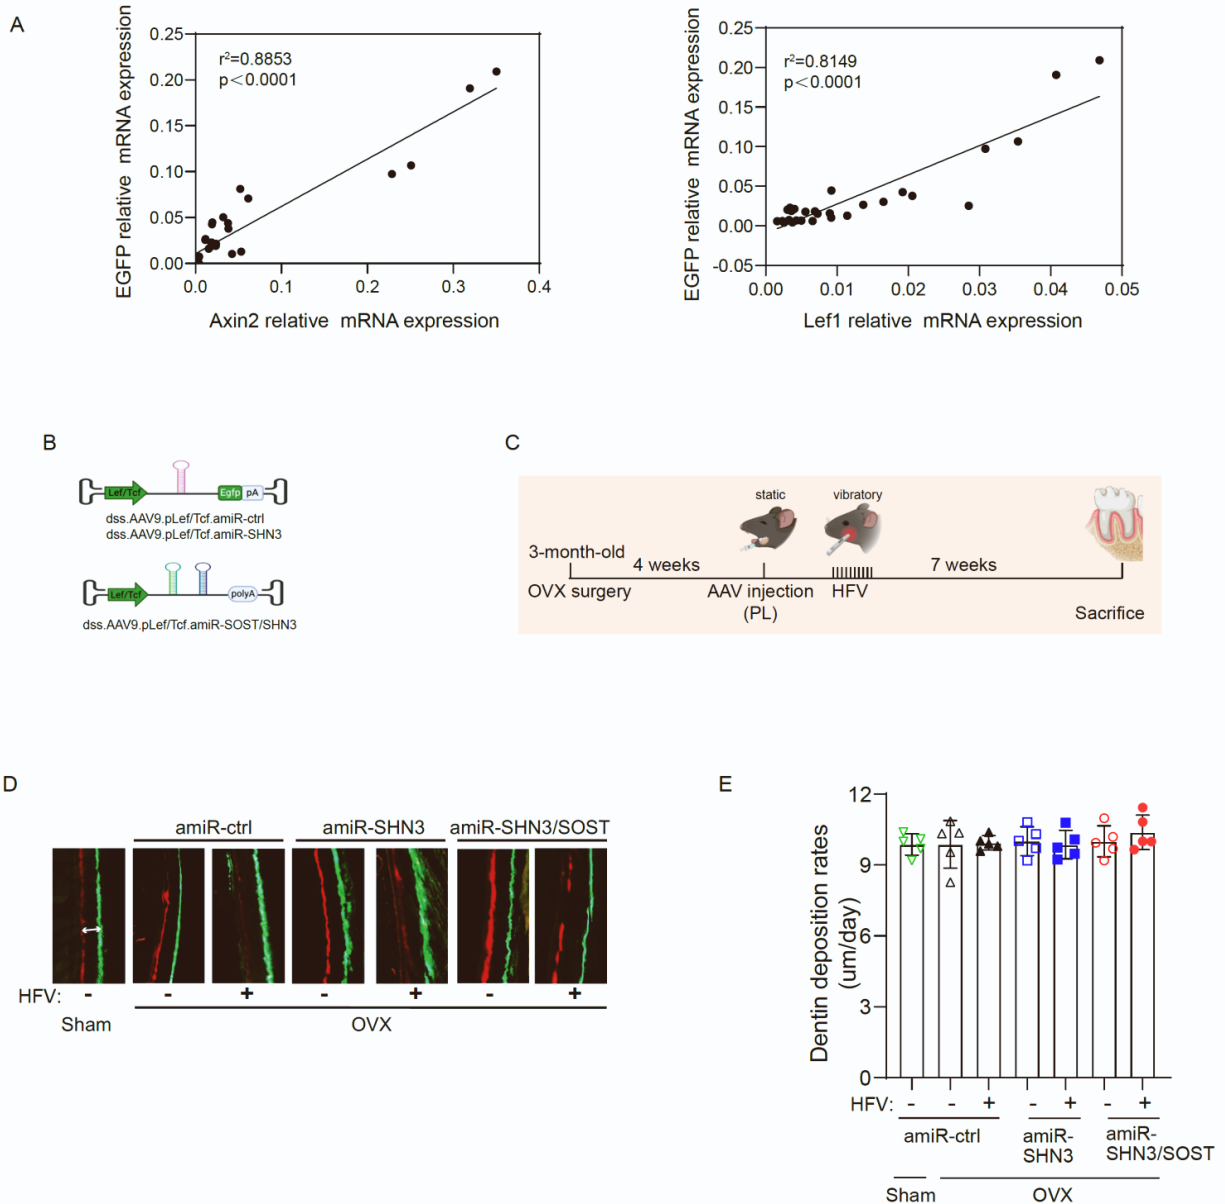 A
EGFP relative mRNA expression
0.25
0.20
0.15
0.10
0.05
0.00
r²=0.8853
p<0.0001
0.0 0.1 0.2 0.3 0.4
Axin2 relative mRNA expression
EGFP relative mRNA expression
0.25
0.20
0.15
0.10
0.05
0.00
-0.05
r²=0.8149
p<0.0001
0.00 0.01 0.02 0.03 0.04 0.05
Lef1 relative mRNA expression
B
Lef/Tcf Egfp pA
dss.AAV9.pLef/Tcf.amiR-ctrl
dss.AAV9.pLef/Tcf.amiR-SHN3
Lef/Tcf polyA
dss.AAV9.pLef/Tcf.amiR-SOST/SHN3
C
static vibratory
3-month-old 4 weeks 7 weeks
OVX surgery AAV injection HFV
(PL) Sacrifice
D
amiR-ctrl amiR-SHN3 amiR-SHN3/SOST
HFV: - - + - + - +
Sham OVX
E
Dentin deposition rates
(um/day)
12
9
6
3
0
HFV: - - + - + - +
amiR-ctrl amiR- amiR-
SHN3 SHN3/SOST
Sham OVX